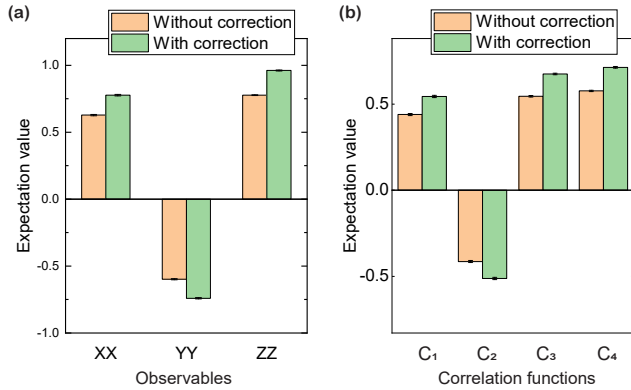 (a)
Without correction
With correction
Expectation value
1.0
0.5
0.0
-0.5
-1.0
XX YY ZZ
Observables
(b)
Without correction
With correction
Expectation value
0.5
0.0
-0.5
C₁ C₂ C₃ C₄
Correlation functions